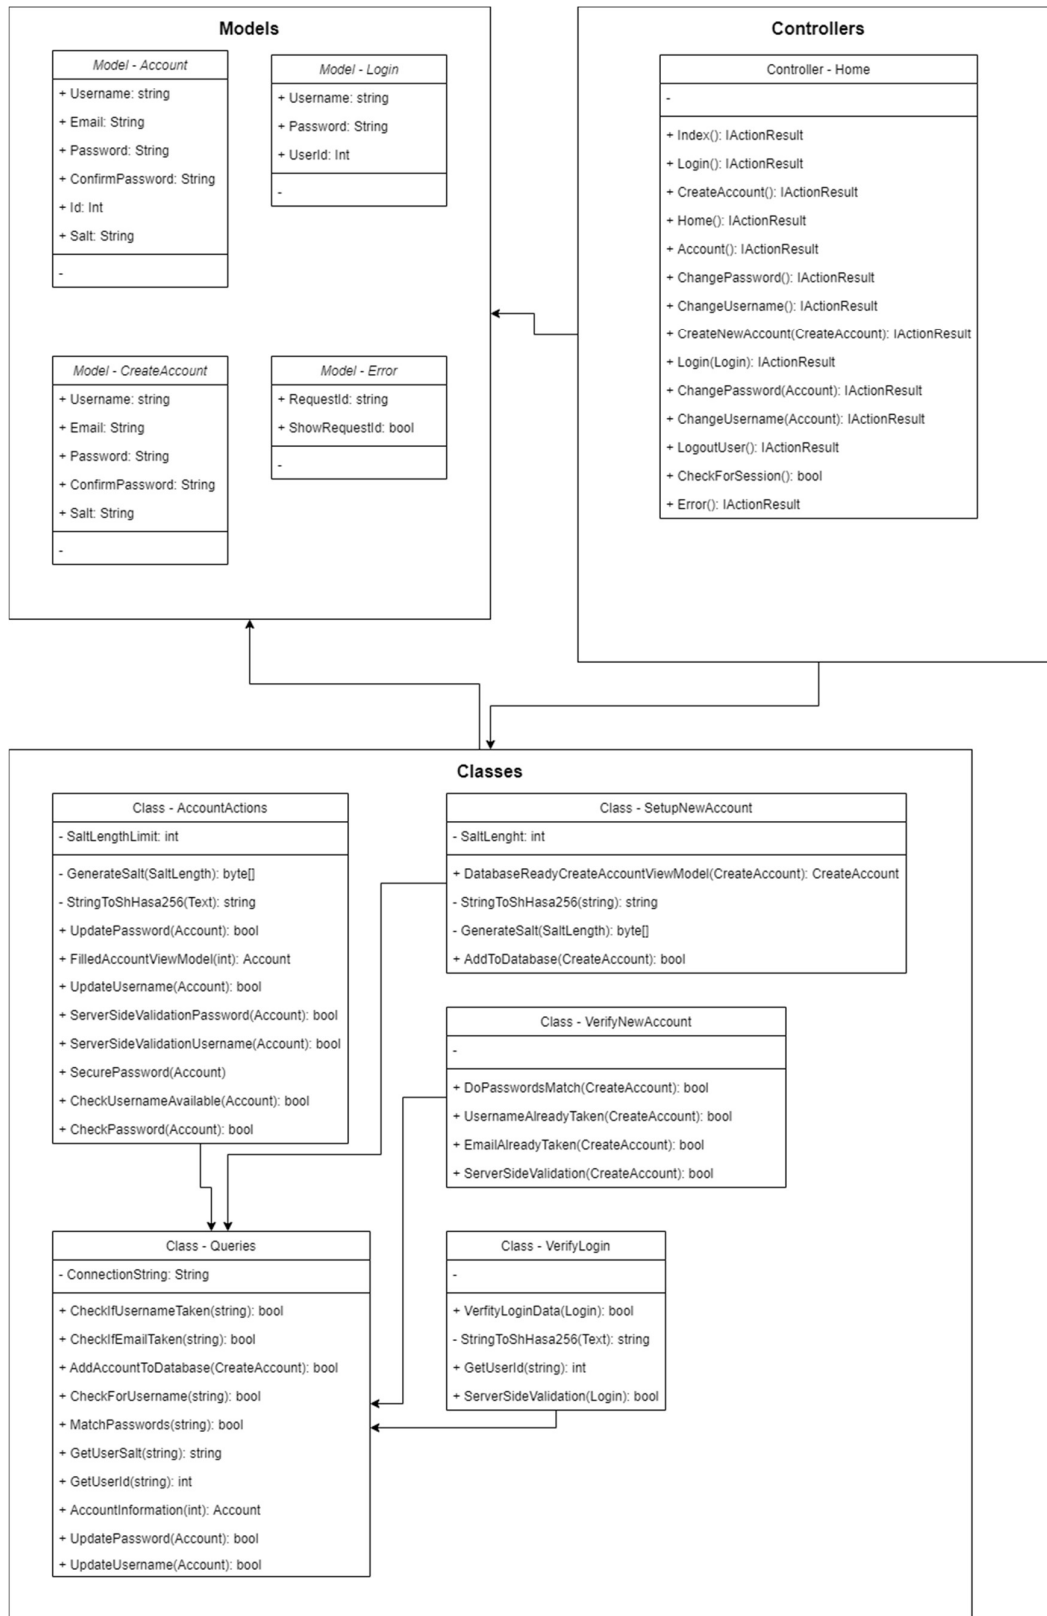 Models
Model - Account
+ Username: string
+ Email: String
+ Password: String
+ ConfirmPassword: String
+ Id: Int
+ Salt: String
-
Model - Login
+ Username: string
+ Password: String
+ UserId: Int
-
Model - CreateAccount
+ Username: string
+ Email: String
+ Password: String
+ ConfirmPassword: String
+ Salt: String
-
Model - Error
+ RequestId: string
+ ShowRequestId: bool
-
Controllers
Controller - Home
-
+ Index(): IActionResult
+ Login(): IActionResult
+ CreateAccount(): IActionResult
+ Home(): IActionResult
+ Account(): IActionResult
+ ChangePassword(): IActionResult
+ ChangeUsername(): IActionResult
+ CreateNewAccount(CreateAccount): IActionResult
+ Login(Login): IActionResult
+ ChangePassword(Account): IActionResult
+ ChangeUsername(Account): IActionResult
+ LogoutUser(): IActionResult
+ CheckForSession(): bool
+ Error(): IActionResult
Classes
Class - AccountActions
- SaltLengthLimit: int
- GenerateSalt(SaltLength): byte[]
- StringToShHasa256(Text): string
+ UpdatePassword(Account): bool
+ FilledAccountViewModel(int): Account
+ UpdateUsername(Account): bool
+ ServerSideValidationPassword(Account): bool
+ ServerSideValidationUsername(Account): bool
+ SecurePassword(Account)
+ CheckUsernameAvailable(Account): bool
+ CheckPassword(Account): bool
Class - SetupNewAccount
- SaltLenght: int
+ DatabaseReadyCreateAccountViewModel(CreateAccount): CreateAccount
- StringToShHasa256(string): string
- GenerateSalt(SaltLength): byte[]
+ AddToDatabase(CreateAccount): bool
Class - VerifyNewAccount
-
+ DoPasswordsMatch(CreateAccount): bool
+ UsernameAlreadyTaken(CreateAccount): bool
+ EmailAlreadyTaken(CreateAccount): bool
+ ServerSideValidation(CreateAccount): bool
Class - Queries
- ConnectionString: String
+ CheckIfUsernameTaken(string): bool
+ CheckIfEmailTaken(string): bool
+ AddAccountToDatabase(CreateAccount): bool
+ CheckForUsername(string): bool
+ MatchPasswords(string): bool
+ GetUserSalt(string): string
+ GetUserId(string): int
+ AccountInformation(int): Account
+ UpdatePassword(Account): bool
+ UpdateUsername(Account): bool
Class - VerifyLogin
-
+ VerfityLoginData(Login): bool
- StringToShHasa256(Text): string
+ GetUserId(string): int
+ ServerSideValidation(Login): bool